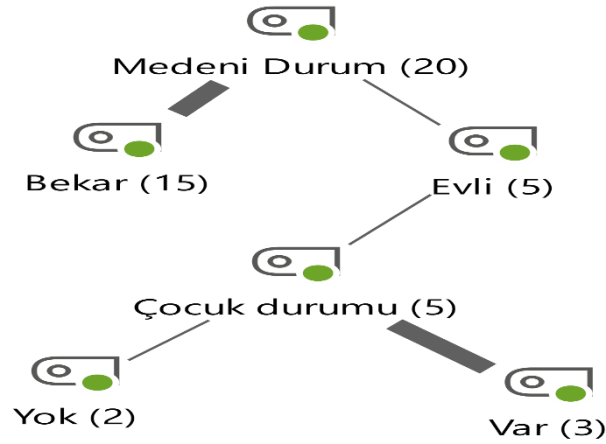 Medeni Durum (20)
Bekar (15)
Evli (5)
Çocuk durumu (5)
Yok (2)
Var (3)